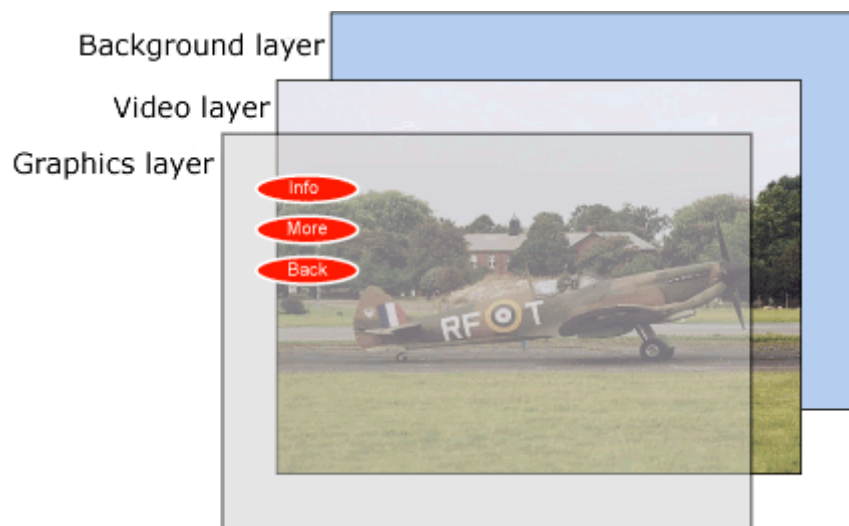 Background layer
Video layer
Graphics layer
Info
More
Back
RF T